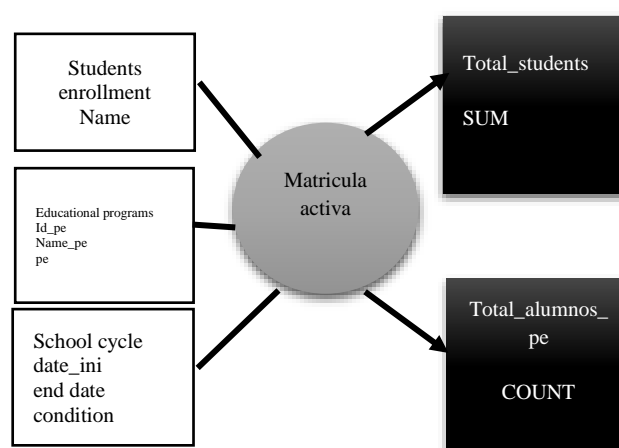 Students
enrollment
Name
Educational programs
Id_pe
Name_pe
pe
School cycle
date_ini
end date
condition
Matricula
activa
Total_students
SUM
Total_alumnos_
pe
COUNT